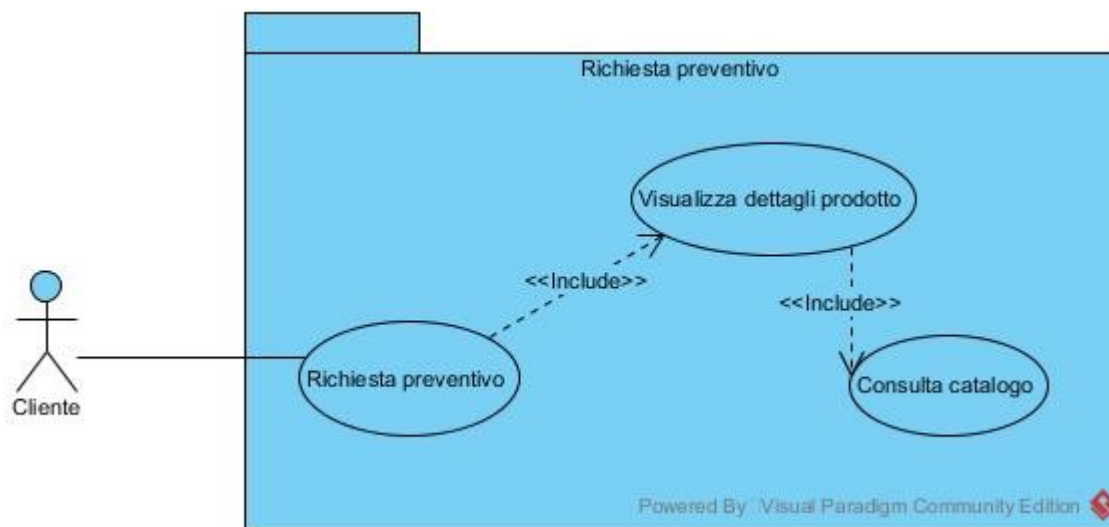 Richiesta preventivo
Visualizza dettagli prodotto
<<Include>>
<<Include>>
Richiesta preventivo
Consulta catalogo
Cliente
Powered By Visual Paradigm Community Edition